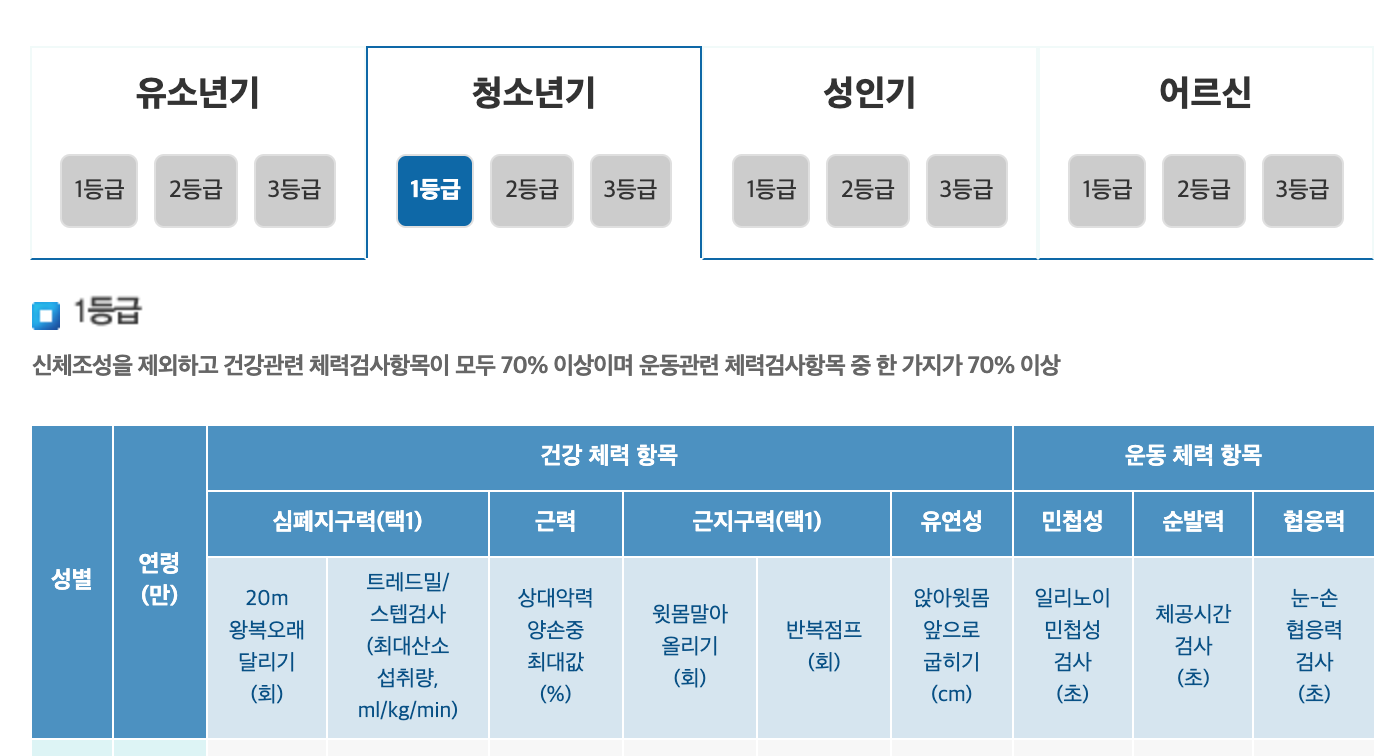 유소년기
1등급 2등급 3등급
청소년기
1등급 2등급 3등급
성인기
1등급 2등급 3등급
어르신
1등급 2등급 3등급
1등급
신체조성을 제외하고 건강관련 체력검사항목이 모두 70% 이상이며 운동관련 체력검사항목 중 한 가지가 70% 이상
성별
연령
(만)
건강 체력 항목
운동 체력 항목
심폐지구력(택1)
근력
근지구력(택1)
유연성
민첩성
순발력
협응력
20m
왕복오래
달리기
(회)
트레드밀/
스텝검사
(최대산소
섭취량,
ml/kg/min)
상대악력
양손중
최대값
(%)
윗몸말아
올리기
(회)
반복점프
(회)
앉아윗몸
앞으로
굽히기
(cm)
일리노이
민첩성
검사
(초)
체공시간
검사
(초)
눈-손
협응력
검사
(초)